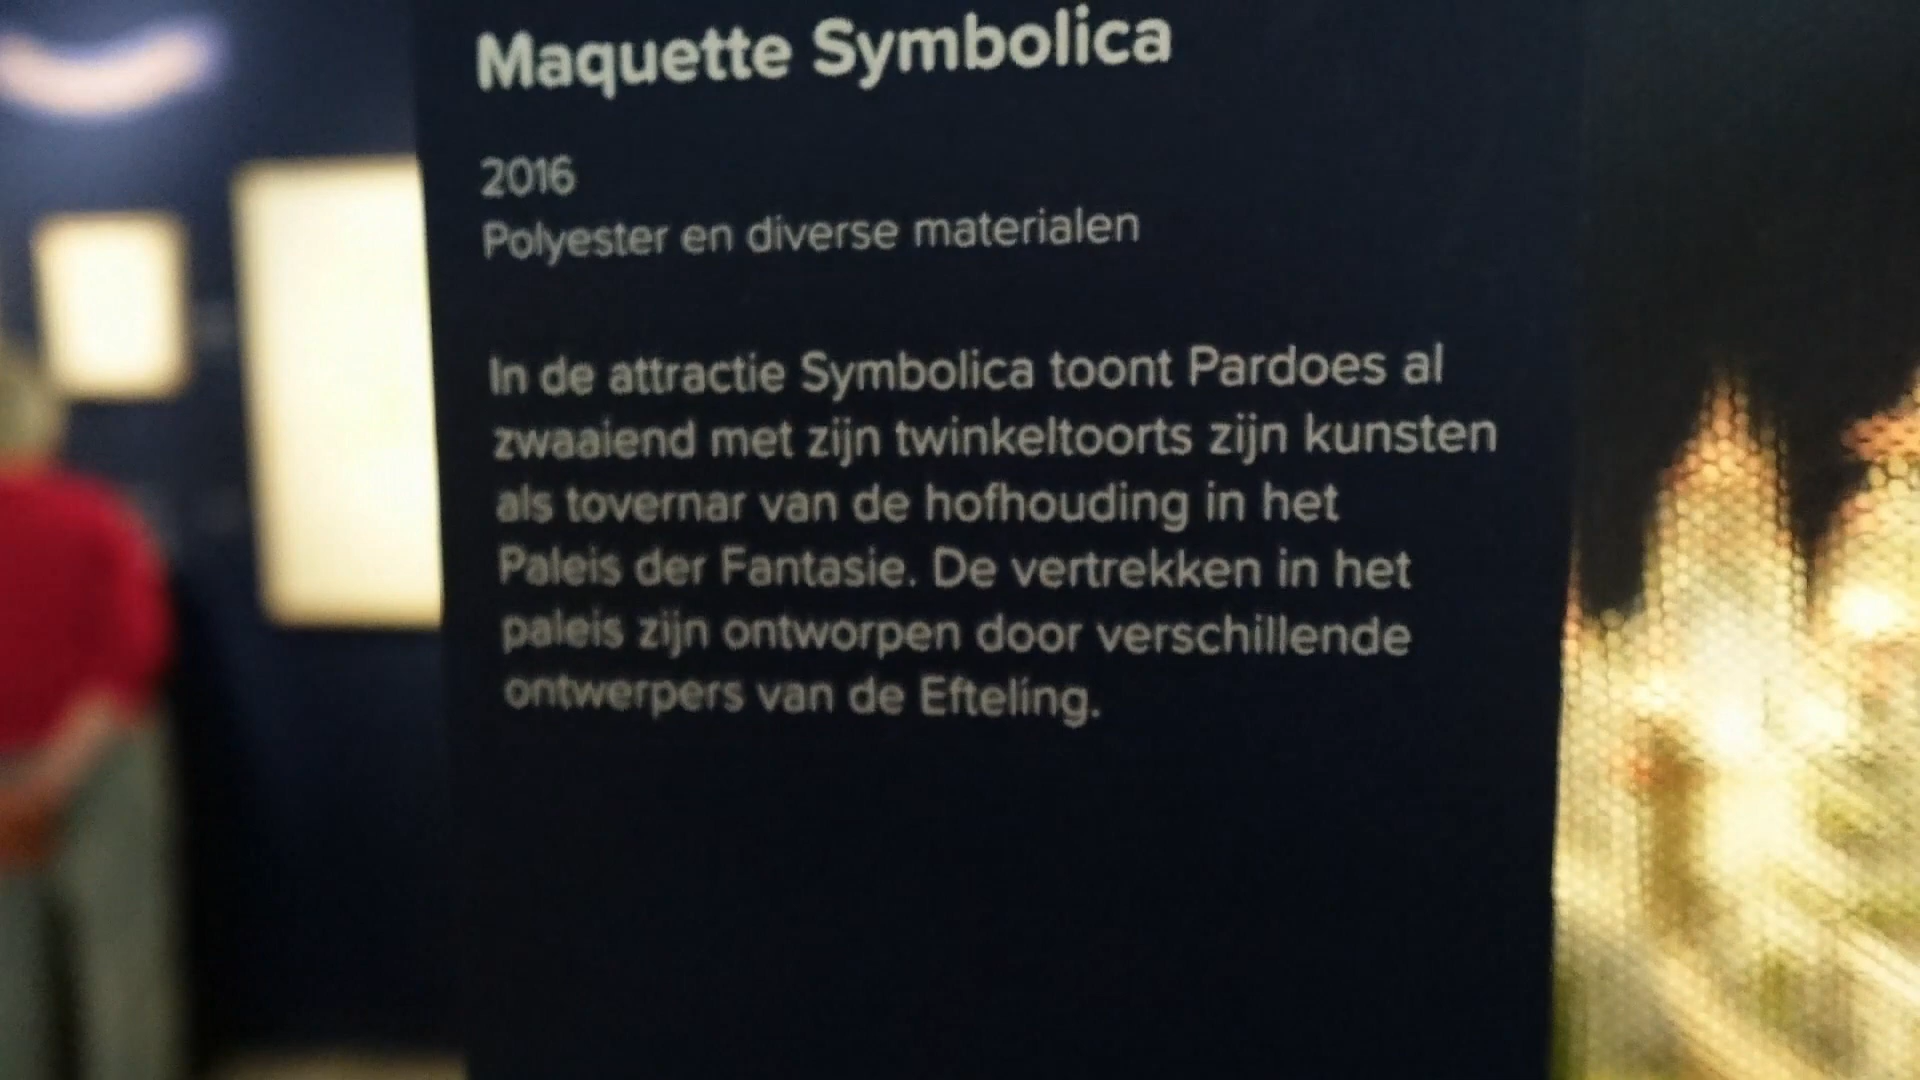 Maquette Symbolica
2016
Polyester en diverse materialen
In de attractie Symbolica toont Pardoes al
zwaaiend met zijn twinkeltoorts zijn kunsten
als tovernar van de hofhouding in het
Paleis der Fantasie. De vertrekken in het
paleis zijn ontworpen door verschillende
ontwerpers van de Efteling.